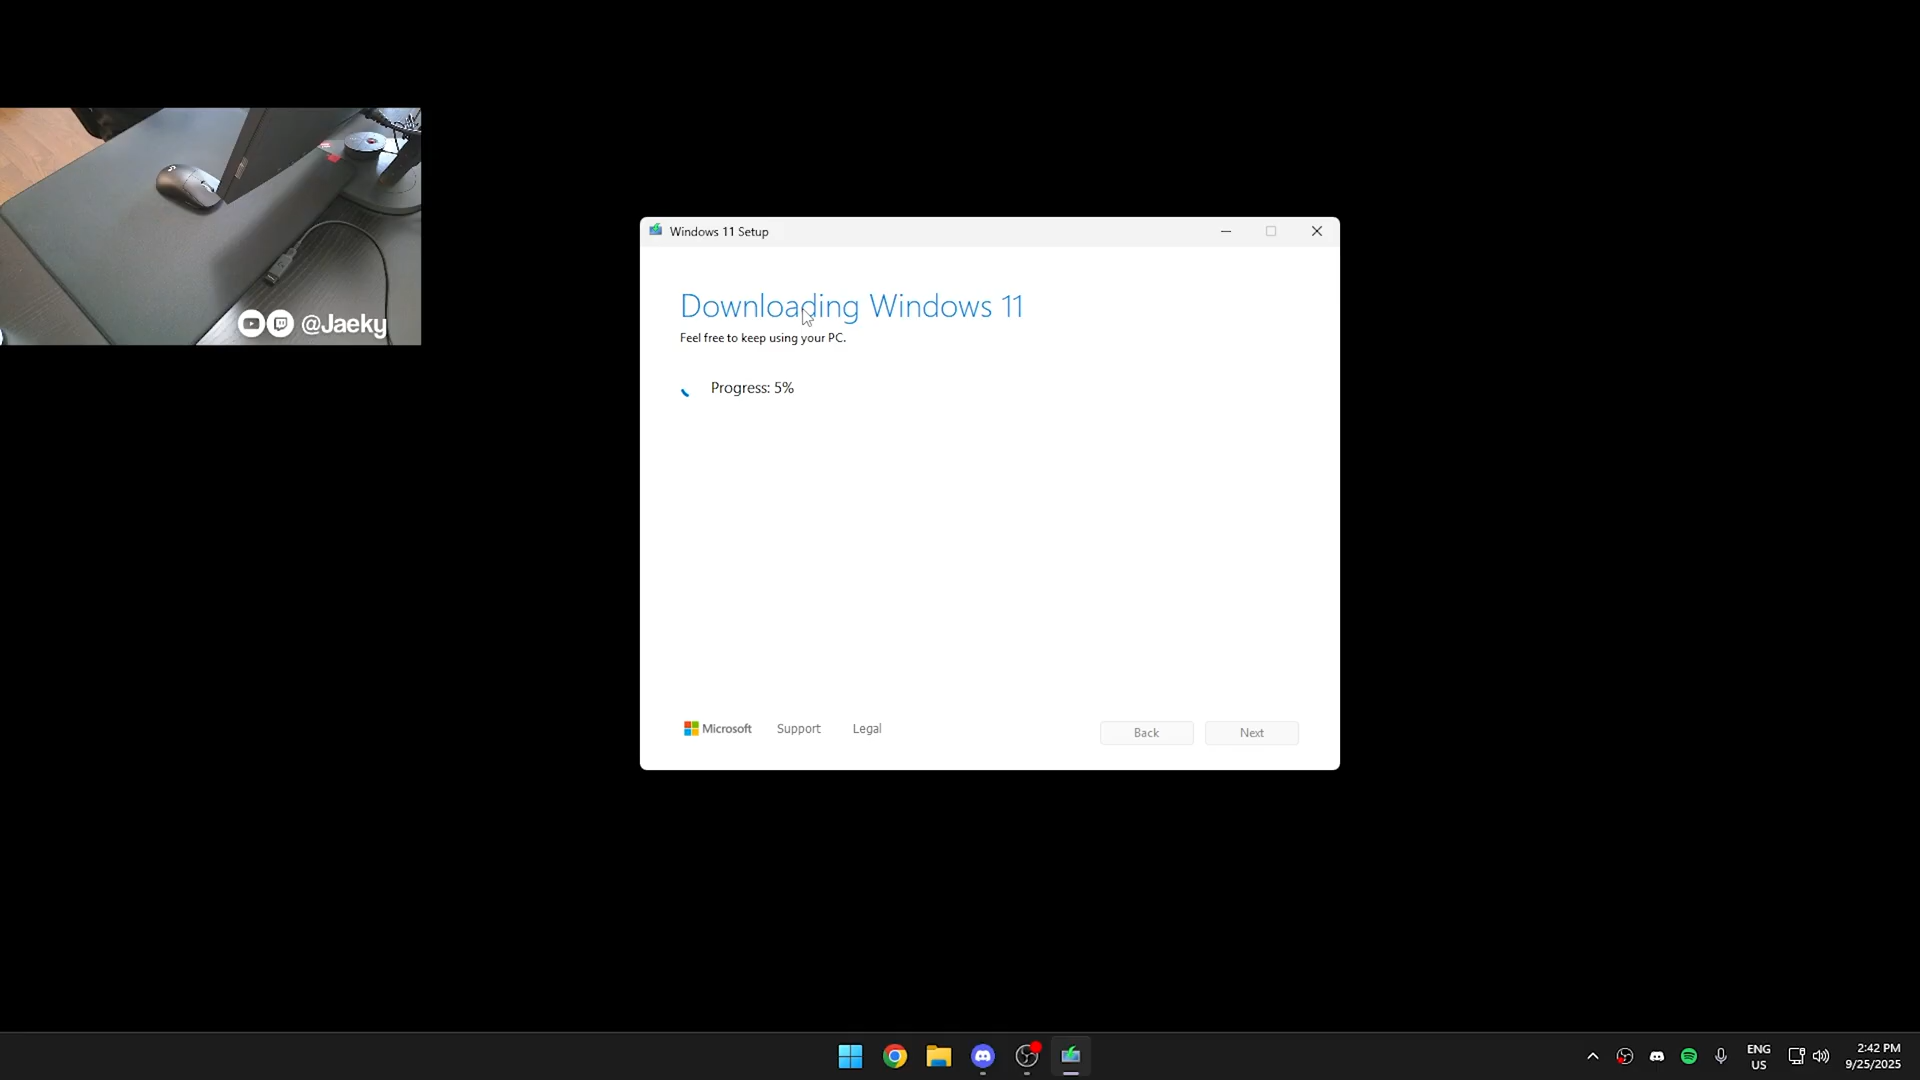 @Jaeky
Windows 11 Setup
Downloading Windows 11
Feel free to keep using your PC.
Progress: 5%
Microsoft
Support
Legal
Back
Next
ENG
US
2:42 PM
9/25/2025